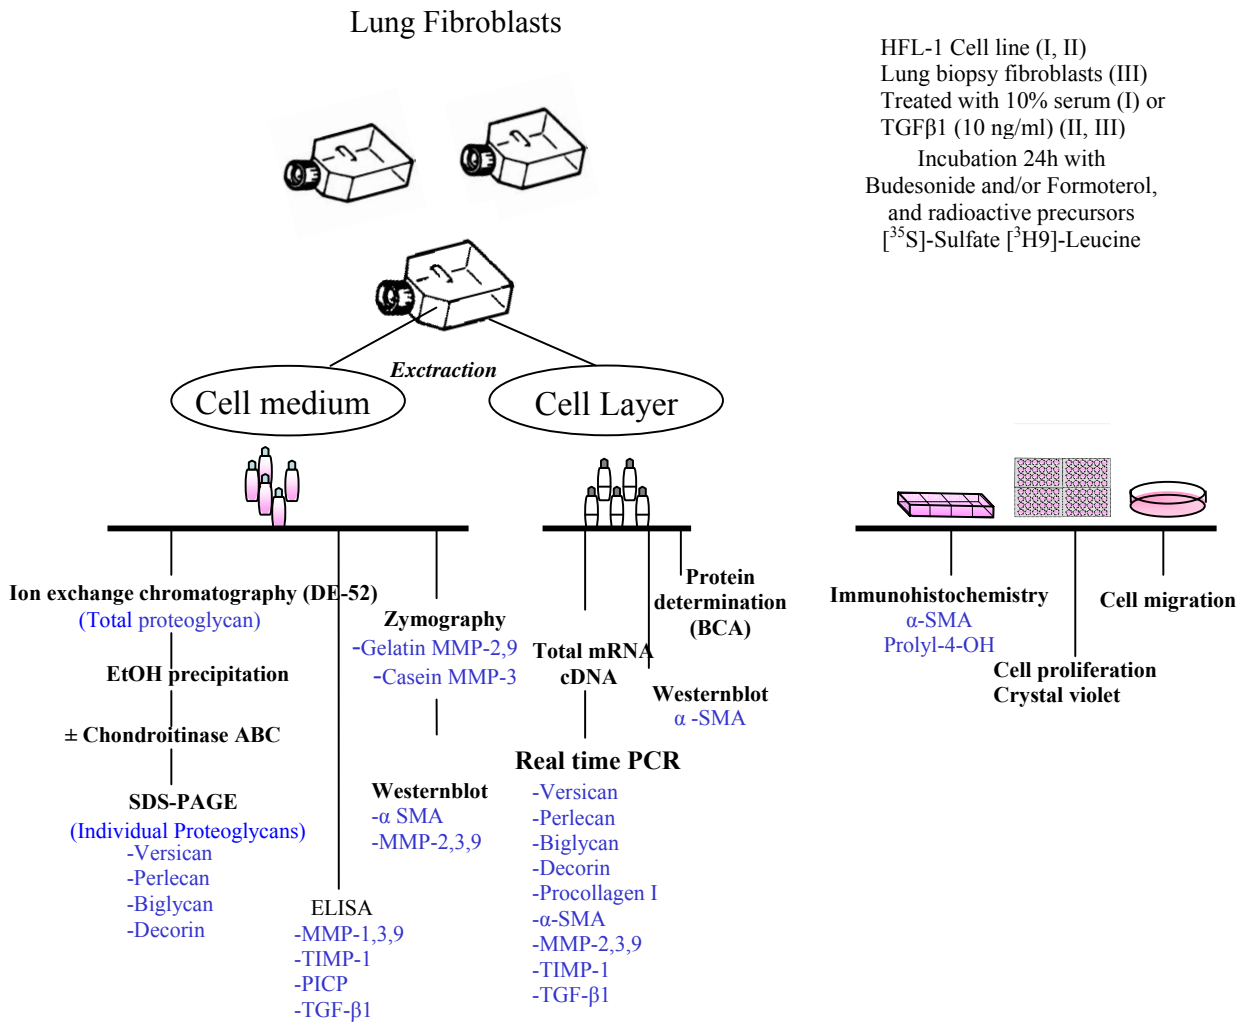 Lung Fibroblasts
HFL-1 Cell line (I, II)
Lung biopsy fibroblasts (III)
Treated with 10% serum (I) or
TGFβ1 (10 ng/ml) (II, III)
Incubation 24h with
Budesonide and/or Formoterol,
and radioactive precursors
[³⁵S]-Sulfate [³H9]-Leucine
Exctraction
Cell medium
Cell Layer
Ion exchange chromatography (DE-52)
(Total proteoglycan)
EtOH precipitation
± Chondroitinase ABC
SDS-PAGE
(Individual Proteoglycans)
-Versican
-Perlecan
-Biglycan
-Decorin
ELISA
-MMP-1,3,9
-TIMP-1
-PICP
-TGF-β1
Zymography
-Gelatin MMP-2,9
-Casein MMP-3
Westernblot
-α SMA
-MMP-2,3,9
Total mRNA
cDNA
Real time PCR
-Versican
-Perlecan
-Biglycan
-Decorin
-Procollagen I
-α-SMA
-MMP-2,3,9
-TIMP-1
-TGF-β1
Westernblot
α -SMA
Protein
determination
(BCA)
Immunohistochemistry
α-SMA
Prolyl-4-OH
Cell proliferation
Crystal violet
Cell migration